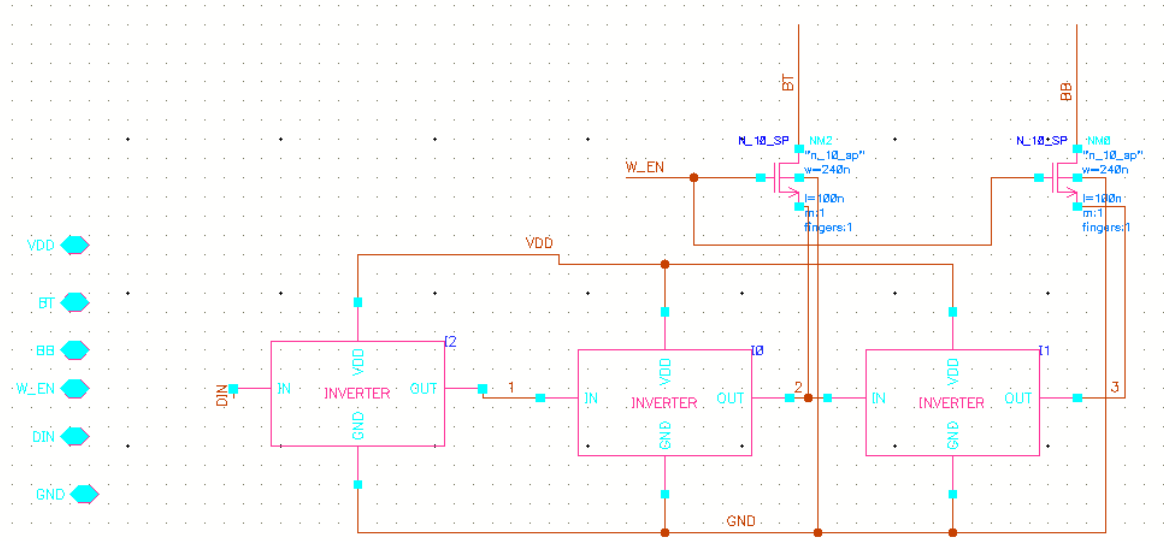 BT
BB
N_10_SP
NM2
"n_10_sp"
w=240n
l=100n
m:1
fingers:1
N_10_SP
NM0
"n_10_sp"
w=240n
l=100n
m:1
fingers:1
W_EN
VDD
BT
BB
W_EN
DIN
GND
VDD
DIN
I2
VDD
IN
INVERTER
OUT
GND
1
I0
VDD
IN
INVERTER
OUT
GND
2
I1
VDD
IN
INVERTER
OUT
GND
3
GND